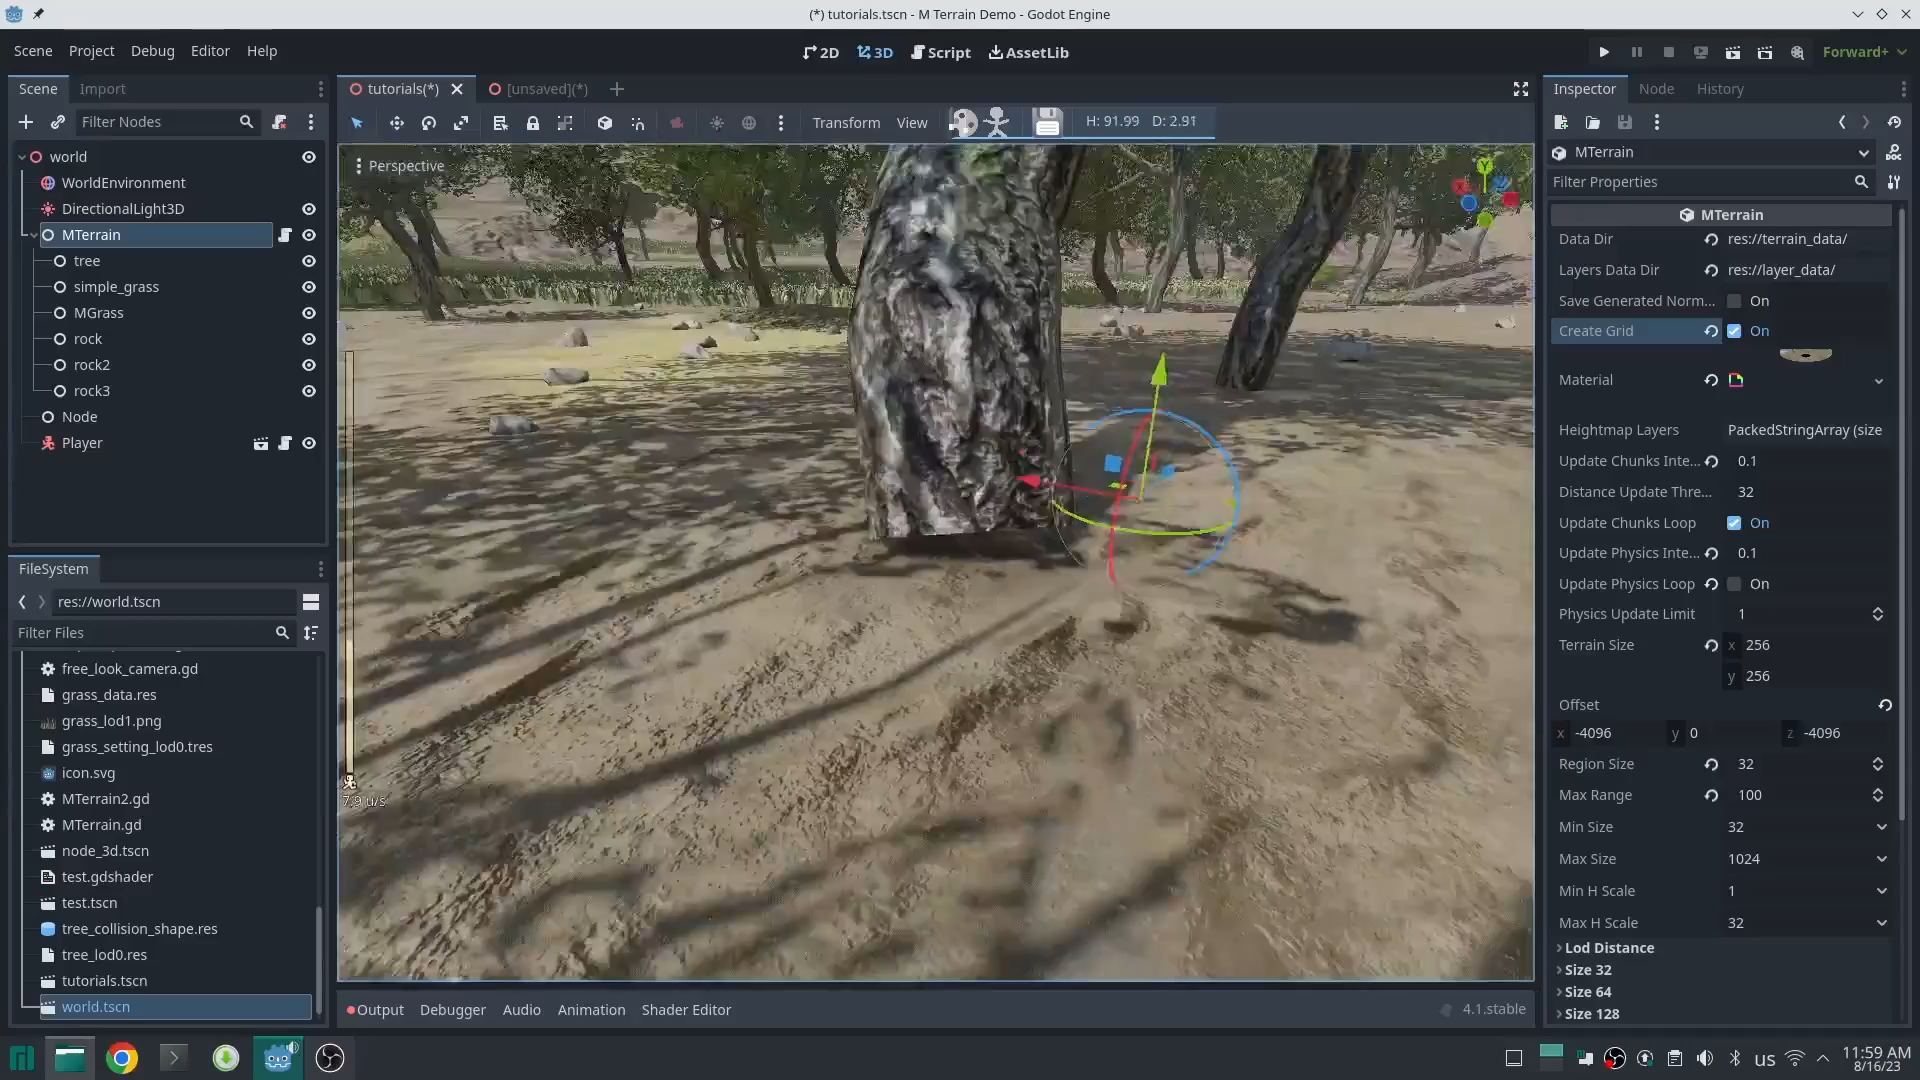 (*) tutorials.tscn - M Terrain Demo - Godot Engine
Scene Project Debug Editor Help
2D 3D Script AssetLib
Forward+
Scene Import
Filter Nodes
world
WorldEnvironment
DirectionalLight3D
MTerrain
tree
simple_grass
MGrass
rock
rock2
rock3
Node
Player
FileSystem
res://world.tscn
Filter Files
free_look_camera.gd
grass_data.res
grass_lod1.png
grass_setting_lod0.tres
icon.svg
MTerrain2.gd
MTerrain.gd
node_3d.tscn
test.gdshader
test.tscn
tree_collision_shape.res
tree_lod0.res
tutorials.tscn
world.tscn
tutorials(*) [unsaved](*)
Transform View H: 91.99 D: 2.91
Perspective
Y
7.9 u/s
Output Debugger Audio Animation Shader Editor 4.1.stable
Inspector Node History
MTerrain
DOC
Filter Properties
MTerrain
Data Dir res://terrain_data/
Layers Data Dir res://layer_data/
Save Generated Norm... On
Create Grid On
Material
Heightmap Layers PackedStringArray (size
Update Chunks Inte... 0.1
Distance Update Thre... 32
Update Chunks Loop On
Update Physics Inte... 0.1
Update Physics Loop On
Physics Update Limit 1
Terrain Size x 256
y 256
Offset
x -4096 y 0 z -4096
Region Size 32
Max Range 100
Min Size 32
Max Size 1024
Min H Scale 1
Max H Scale 32
Lod Distance
Size 32
Size 64
Size 128
us 11:59 AM
8/16/23